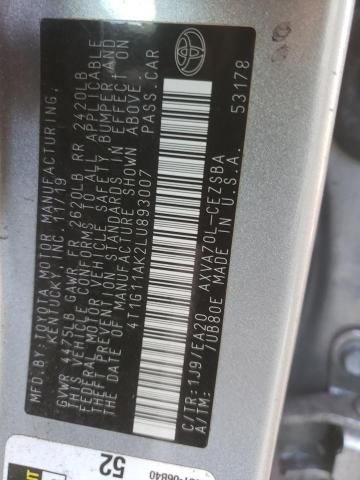 MFD. BY: TOYOTA MOTOR MANUFACTURING,
KENTUCKY, INC. 11/19
GVWR 4475LB GAWR FR 2620LB RR 2420LB
THIS VEHICLE CONFORMS TO ALL APPLICABLE
FEDERAL MOTOR VEHICLE SAFETY, BUMPER, AND
THEFT PREVENTION STANDARDS IN EFFECT ON
THE DATE OF MANUFACTURE SHOWN ABOVE.
4T1G11AK2LU893007 PASS.CAR
C/TR: 1J9/EA20 AXVA70L-CEZSBA
A/TM: /UB80E MADE IN U.S.A.
53178
52
06B40